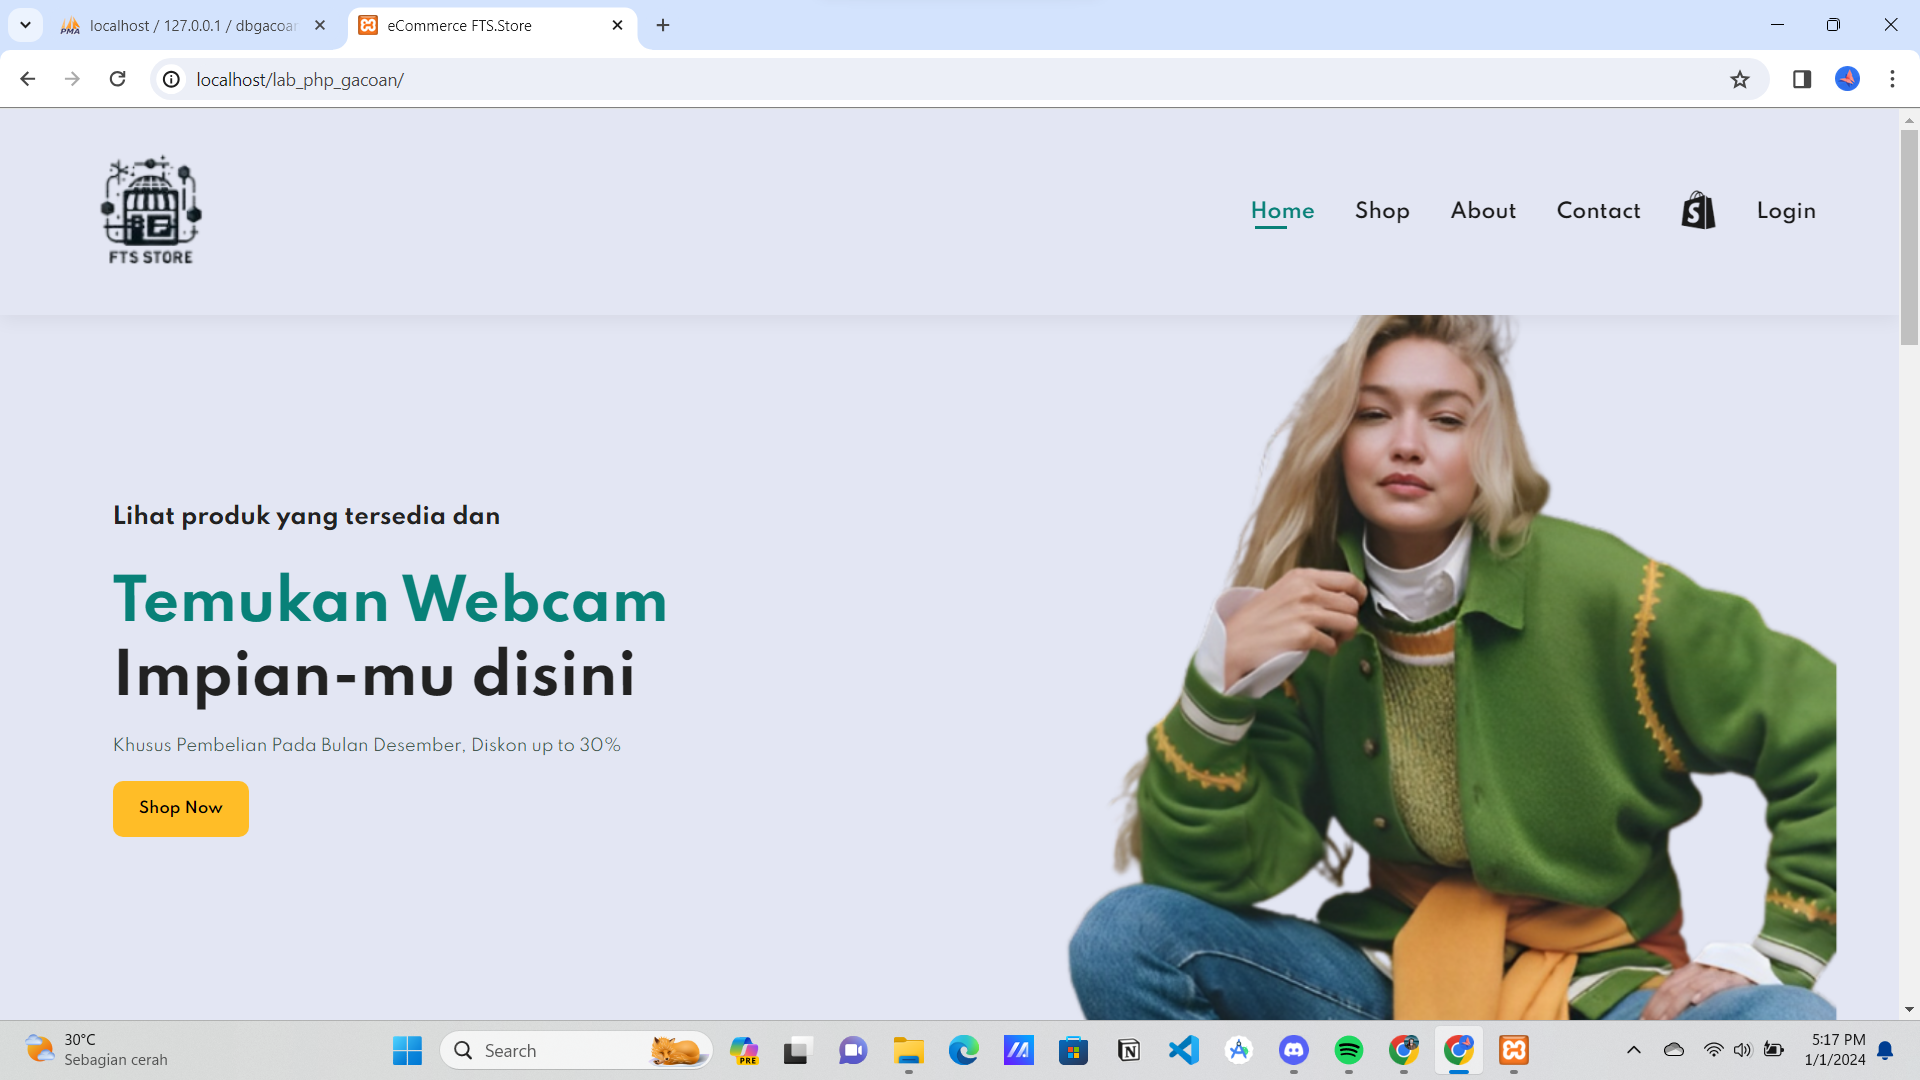 localhost / 127.0.0.1 / dbgacoan
eCommerce FTS.Store
localhost/lab_php_gacoan/
FTS STORE
Home
Shop
About
Contact
Login
Lihat produk yang tersedia dan
Temukan Webcam
Impian-mu disini
Khusus Pembelian Pada Bulan Desember, Diskon up to 30%
Shop Now
30°C
Sebagian cerah
Search
PRE
5:17 PM
1/1/2024